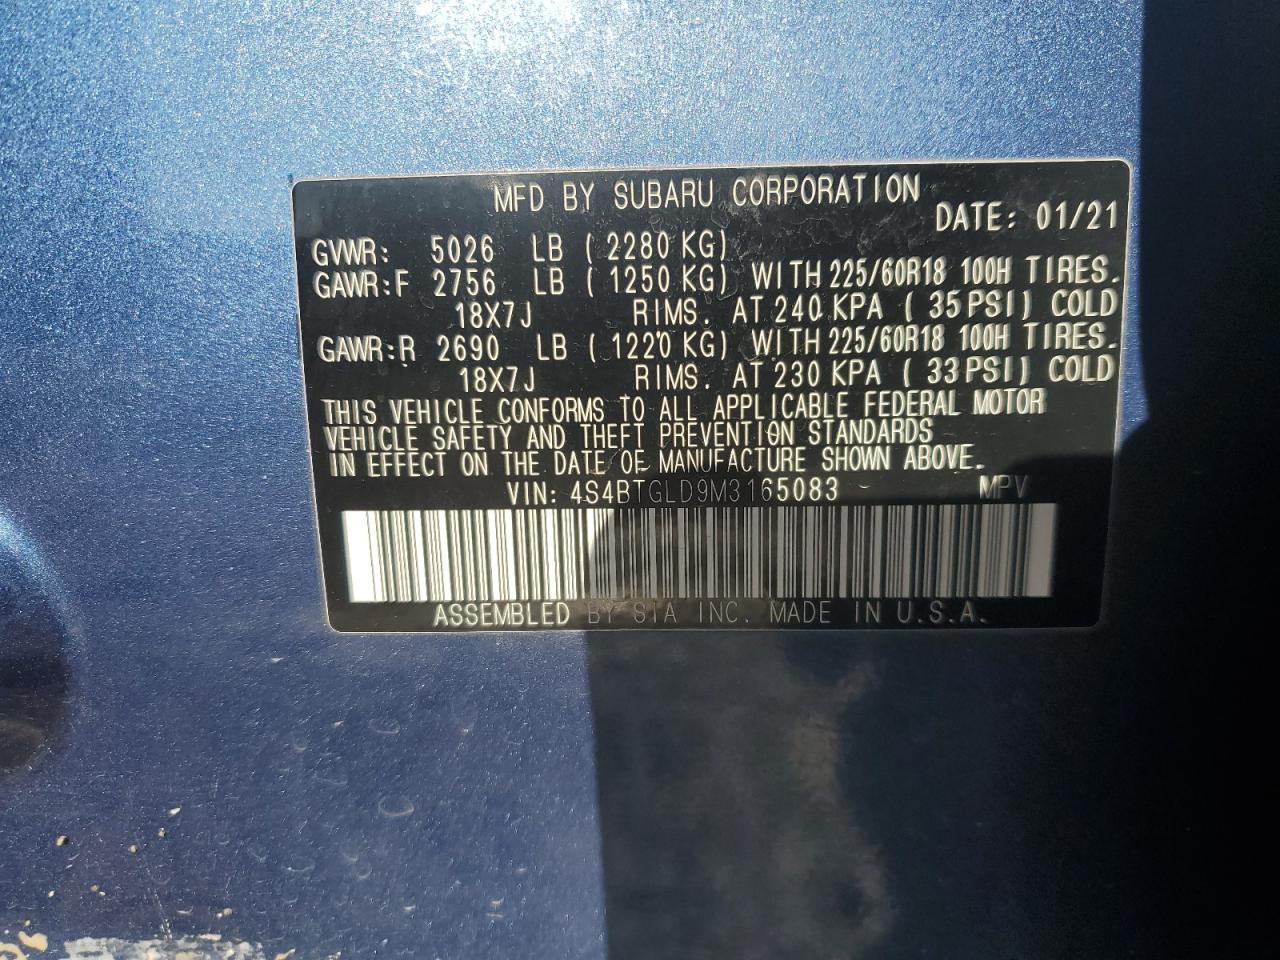 MFD BY SUBARU CORPORATION
DATE: 01/21
GVWR: 5026 LB ( 2280 KG)
GAWR:F 2756 LB ( 1250 KG) WITH 225/60R18 100H TIRES.
18X7J RIMS. AT 240 KPA ( 35PSI) COLD
GAWR:R 2690 LB ( 1220 KG) WITH 225/60R18 100H TIRES.
18X7J RIMS. AT 230 KPA ( 33PSI) COLD
THIS VEHICLE CONFORMS TO ALL APPLICABLE FEDERAL MOTOR
VEHICLE SAFETY AND THEFT PREVENTION STANDARDS
IN EFFECT ON THE DATE OF MANUFACTURE SHOWN ABOVE.
VIN: 4S4BTGLD9M3165083 MPV
ASSEMBLED BY SIA INC. MADE IN U.S.A.